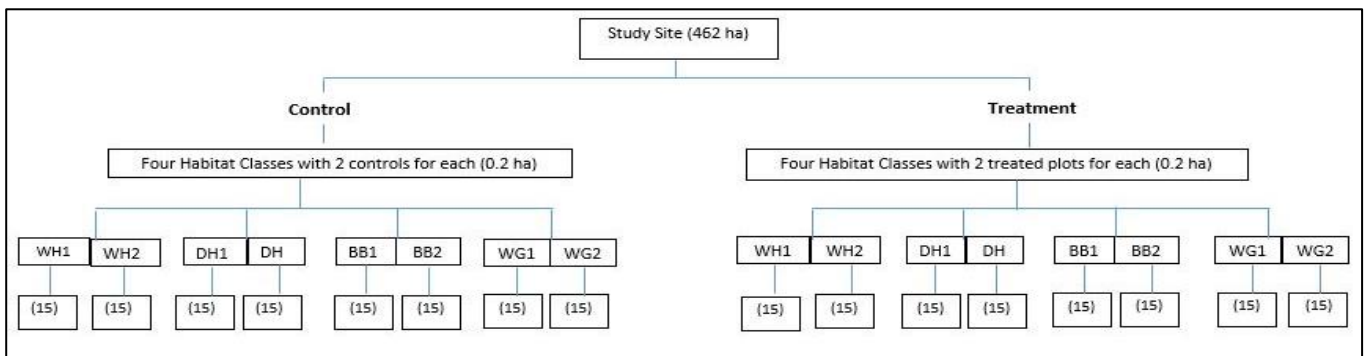 Study Site (462 ha)
Control
Treatment
Four Habitat Classes with 2 controls for each (0.2 ha)
Four Habitat Classes with 2 treated plots for each (0.2 ha)
WH1 WH2 DH1 DH BB1 BB2 WG1 WG2
WH1 WH2 DH1 DH BB1 BB2 WG1 WG2
(15) (15) (15) (15) (15) (15) (15) (15)
(15) (15) (15) (15) (15) (15) (15) (15)